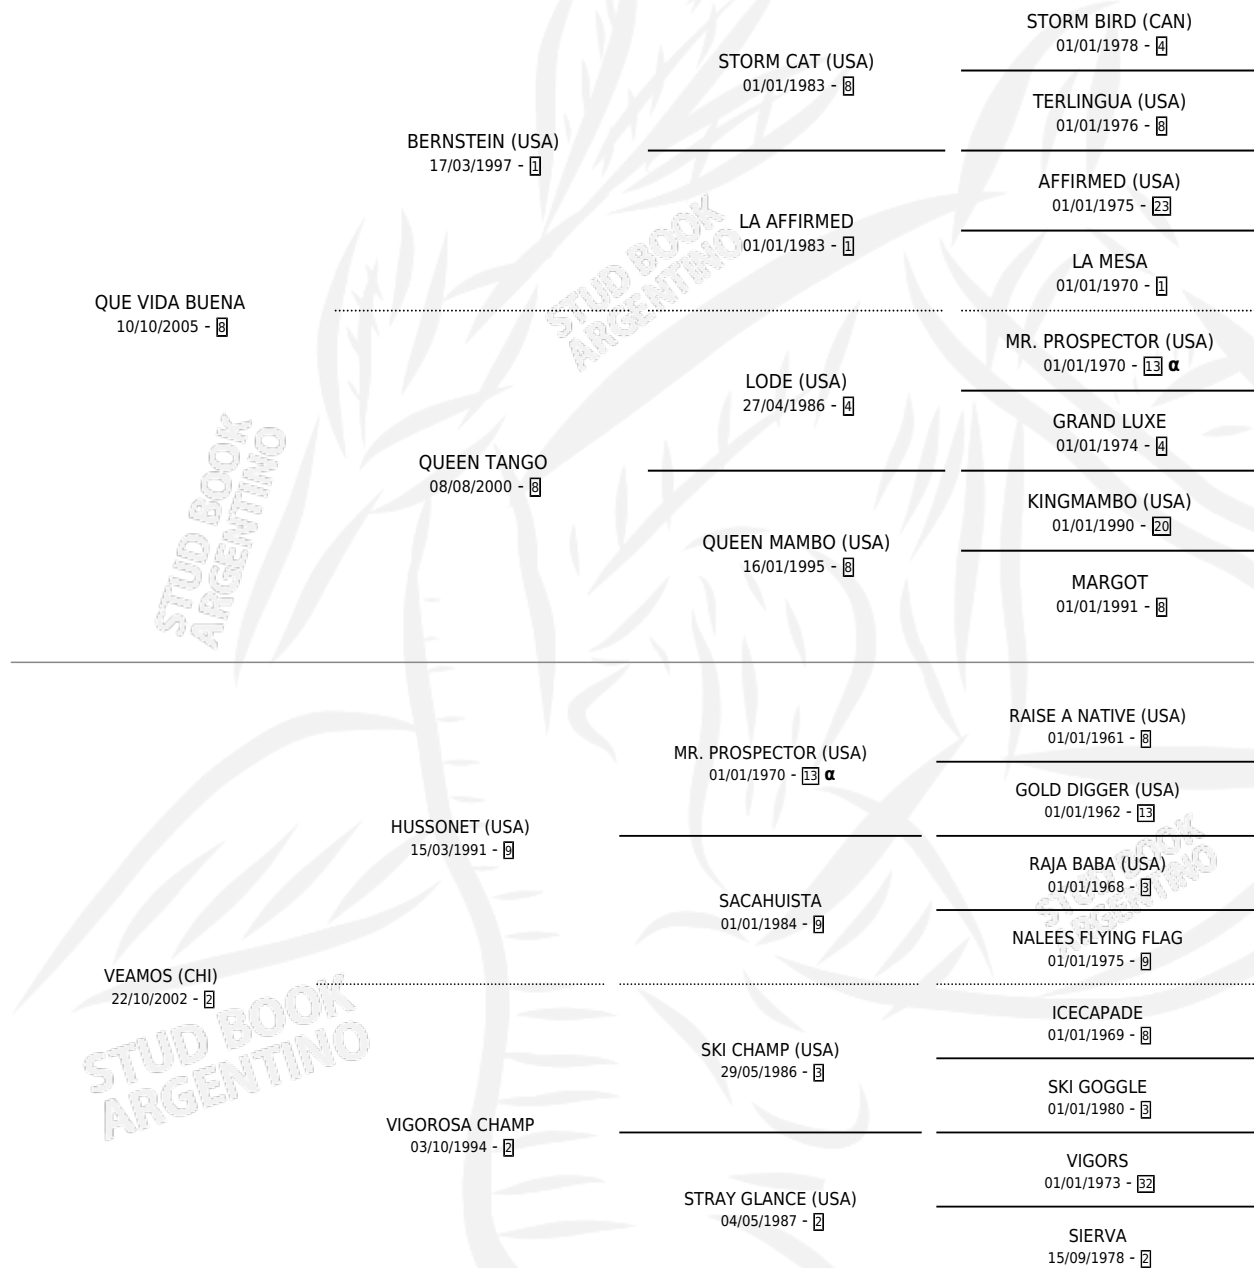 STORM BIRD (CAN)
01/01/1978 - 4
STORM CAT (USA)
01/01/1983 - 8
TERLINGUA (USA)
01/01/1976 - 8
BERNSTEIN (USA)
17/03/1997 - 1
AFFIRMED (USA)
01/01/1975 - 23
LA AFFIRMED
01/01/1983 - 1
LA MESA
01/01/1970 - 1
QUE VIDA BUENA
10/10/2005 - 8
MR. PROSPECTOR (USA)
01/01/1970 - 13 α
LODE (USA)
27/04/1986 - 4
GRAND LUXE
01/01/1974 - 4
QUEEN TANGO
08/08/2000 - 8
KINGMAMBO (USA)
01/01/1990 - 20
QUEEN MAMBO (USA)
16/01/1995 - 8
MARGOT
01/01/1991 - 8
RAISE A NATIVE (USA)
01/01/1961 - 8
MR. PROSPECTOR (USA)
01/01/1970 - 13 α
GOLD DIGGER (USA)
01/01/1962 - 13
HUSSONET (USA)
15/03/1991 - 9
RAJA BABA (USA)
01/01/1968 - 3
SACAHUISTA
01/01/1984 - 9
NALEES FLYING FLAG
01/01/1975 - 9
VEAMOS (CHI)
22/10/2002 - 2
ICECAPADE
01/01/1969 - 8
SKI CHAMP (USA)
29/05/1986 - 3
SKI GOGGLE
01/01/1980 - 3
VIGOROSA CHAMP
03/10/1994 - 2
VIGORS
01/01/1973 - 32
STRAY GLANCE (USA)
04/05/1987 - 2
SIERVA
15/09/1978 - 2
STUD BOOK
ARGENTINO
STUD BOOK
ARGENTINO
STUD BOOK
ARGENTINO
STUD BOOK
ARGENTINO